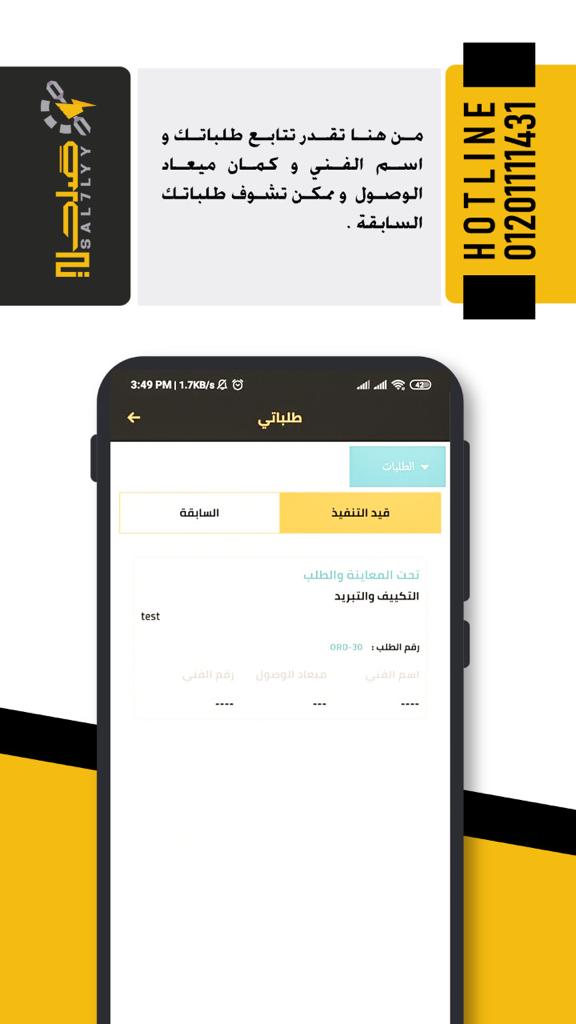 صلحلي
SAL7LYY
من هنا تقدر تتابع طلباتك و
اسم الفني و كمان ميعاد
الوصول و ممكن تشوف طلباتك
السابقة .
HOTLINE
01201111431
3:49 PM | 1.7KB/s
42
طلباتي
الطلبات
قيد التنفيذ
السابقة
تحت المعاينة والطلب
التكييف والتبريد
test
رقم الطلب : ORD-30
اسم الفني ميعاد الوصول رقم الفني
---- --- ----